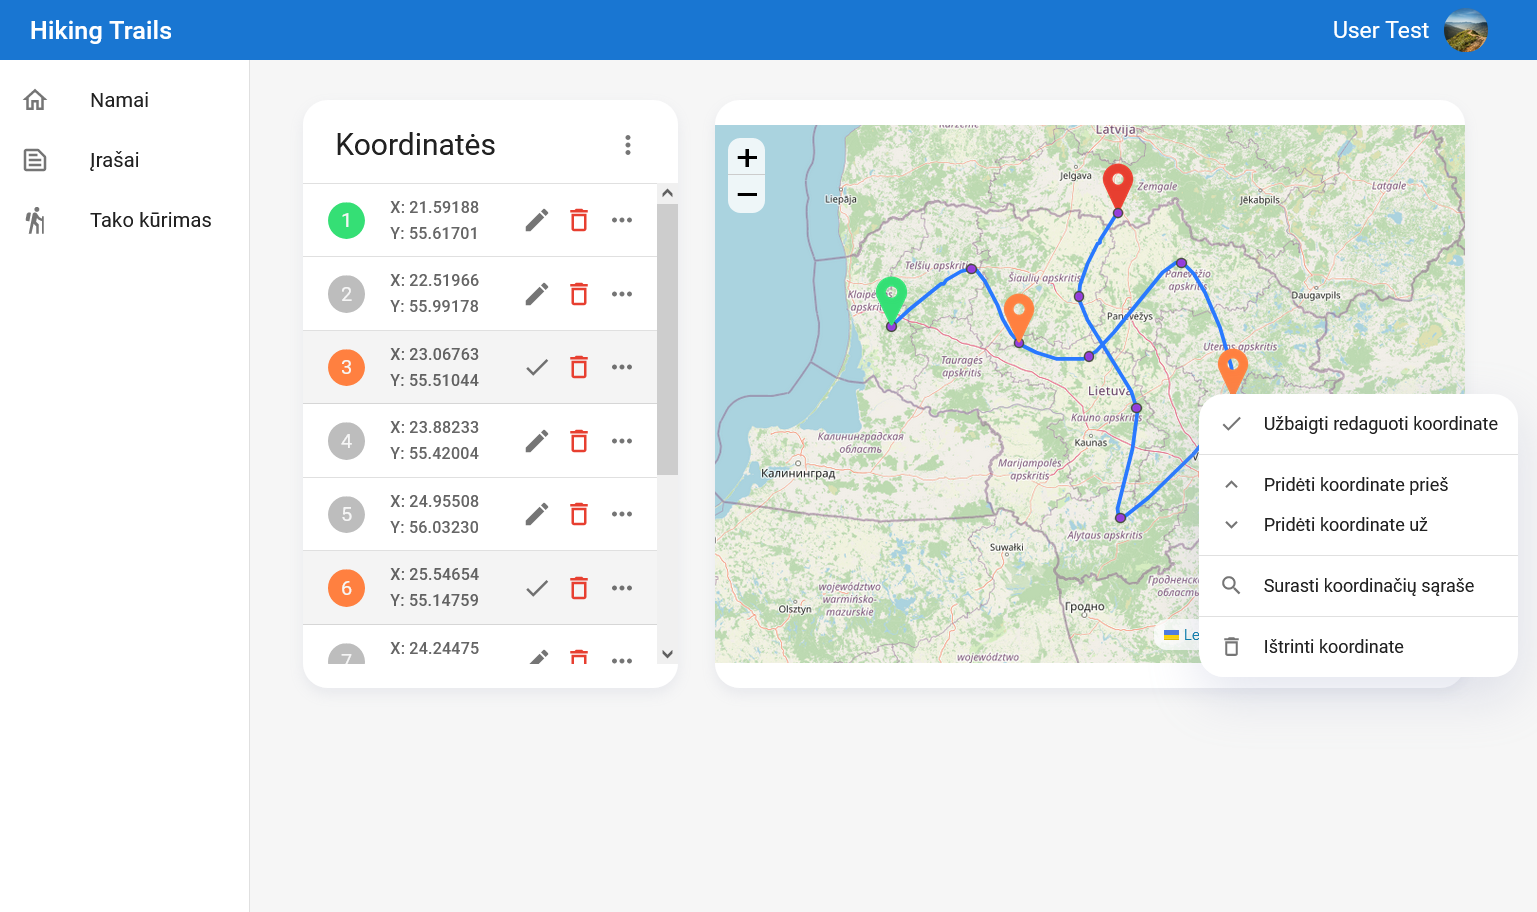 Hiking Trails
User Test
Namai
Įrašai
Tako kūrimas
Koordinatės
1
X: 21.59188
Y: 55.61701
2
X: 22.51966
Y: 55.99178
3
X: 23.06763
Y: 55.51044
4
X: 23.88233
Y: 55.42004
5
X: 24.95508
Y: 56.03230
6
X: 25.54654
Y: 55.14759
7
X: 24.24475
+
−
Latvija
Jelgava
Zemgale
Latgale
Liepāja
Jēkabpils
Telšių apskritis
Šiaulių apskritis
Panevėžio
apskritis
Daugavpils
Panevėžys
Utenos apskritis
Tauragės
apskritis
Lietuva
Kauno apskritis
Kaunas
Калининградская
область
Калининград
Marijampolės
apskritis
Alytaus apskritis
Suwałki
województwo
warmińsko-
mazurskie
Olsztyn
Гродно
województwo
Le
Užbaigti redaguoti koordinate
Pridėti koordinate prieš
Pridėti koordinate už
Surasti koordinačių sąraše
Ištrinti koordinate